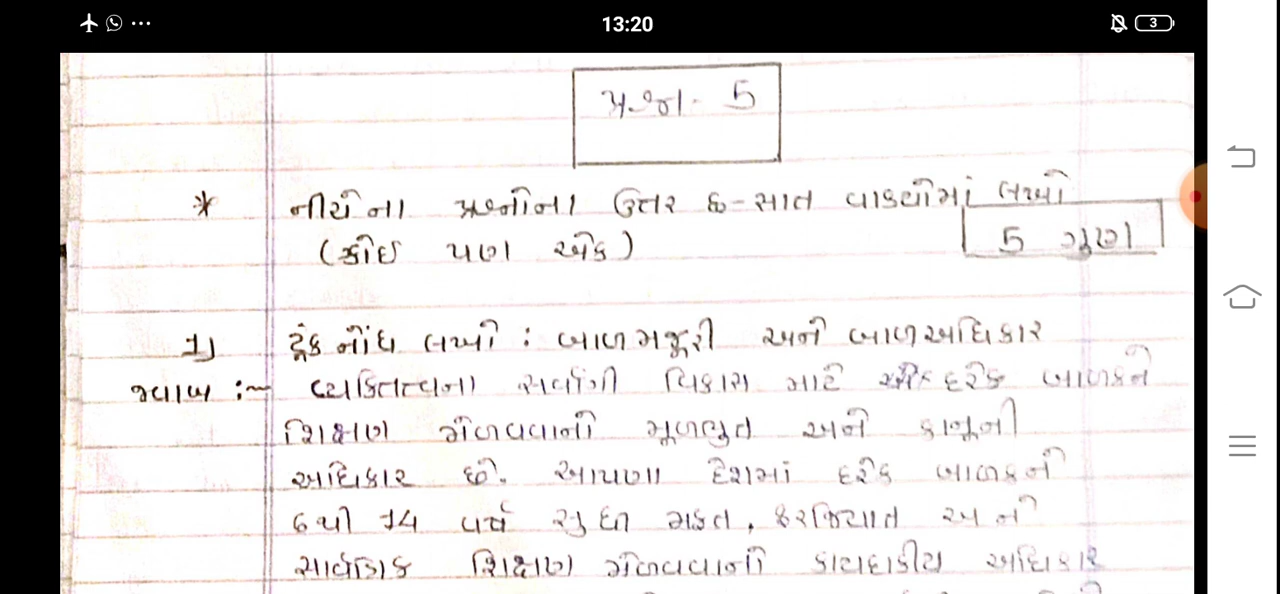 13:20
3
પ્રશ્ન - 5
* નીચેના પ્રશ્નોના ઉત્તર છ-સાત વાક્યોમાં લખો
(કોઈ પણ એક)
5 ગુણ
1) ટૂંક નોંધ લખો : બાળમજૂરી અને બાળઅધિકાર
જવાબ :~ વ્યકિતત્વના સર્વાંગી વિકાસ માટે દરેક બાળકને
શિક્ષણ મેળવવાનો મૂળભુત અને કાનૂની
અધિકાર છે. આપણા દેશમાં દરેક બાળકને
6થી 14 વર્ષ સુધી મફત, ફરજિયાત અને
સાર્વત્રિક શિક્ષણ મેળવવાનો કાયદાકીય અધિકાર